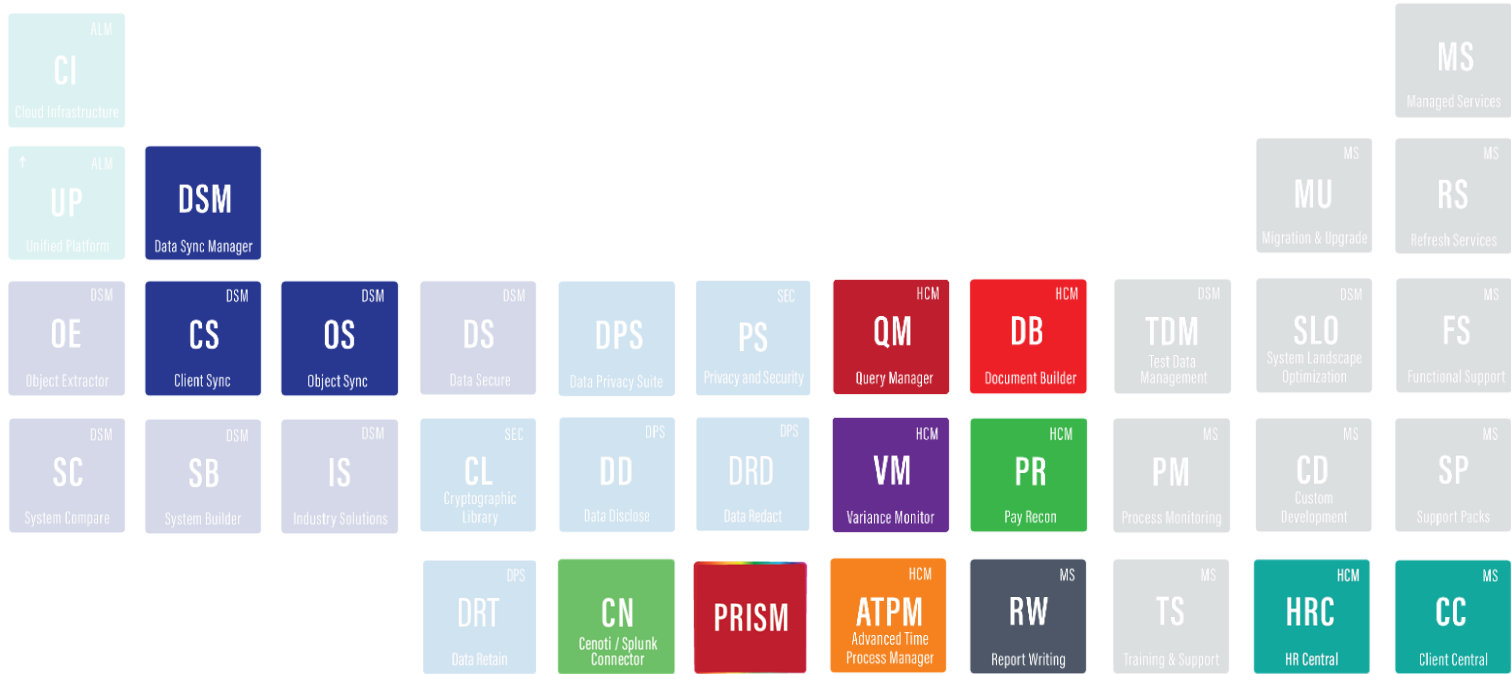 ALM
CI
Cloud Infrastructure
MS
Managed Services
↑ ALM
UP
Unified Platform
DSM
Data Sync Manager
MS
MU
Migration & Upgrade
MS
RS
Refresh Services
DSM
OE
Object Extractor
DSM
CS
Client Sync
DSM
OS
Object Sync
DSM
DS
Data Secure
DPS
Data Privacy Suite
SEC
PS
Privacy and Security
HCM
QM
Query Manager
HCM
DB
Document Builder
DSM
TDM
Test Data
Management
DSM
SLO
System Landscape
Optimization
MS
FS
Functional Support
DSM
SC
System Compare
DSM
SB
System Builder
DSM
IS
Industry Solutions
SEC
CL
Cryptographic
Library
DPS
DD
Data Disclose
DPS
DRD
Data Redact
HCM
VM
Variance Monitor
HCM
PR
Pay Recon
MS
PM
Process Monitoring
MS
CD
Custom
Development
MS
SP
Support Packs
DPS
DRT
Data Retain
CN
Cenoti / Splunk
Connector
PRISM
HCM
ATPM
Advanced Time
Process Manager
MS
RW
Report Writing
MS
TS
Training & Support
HCM
HRC
HR Central
MS
CC
Client Central